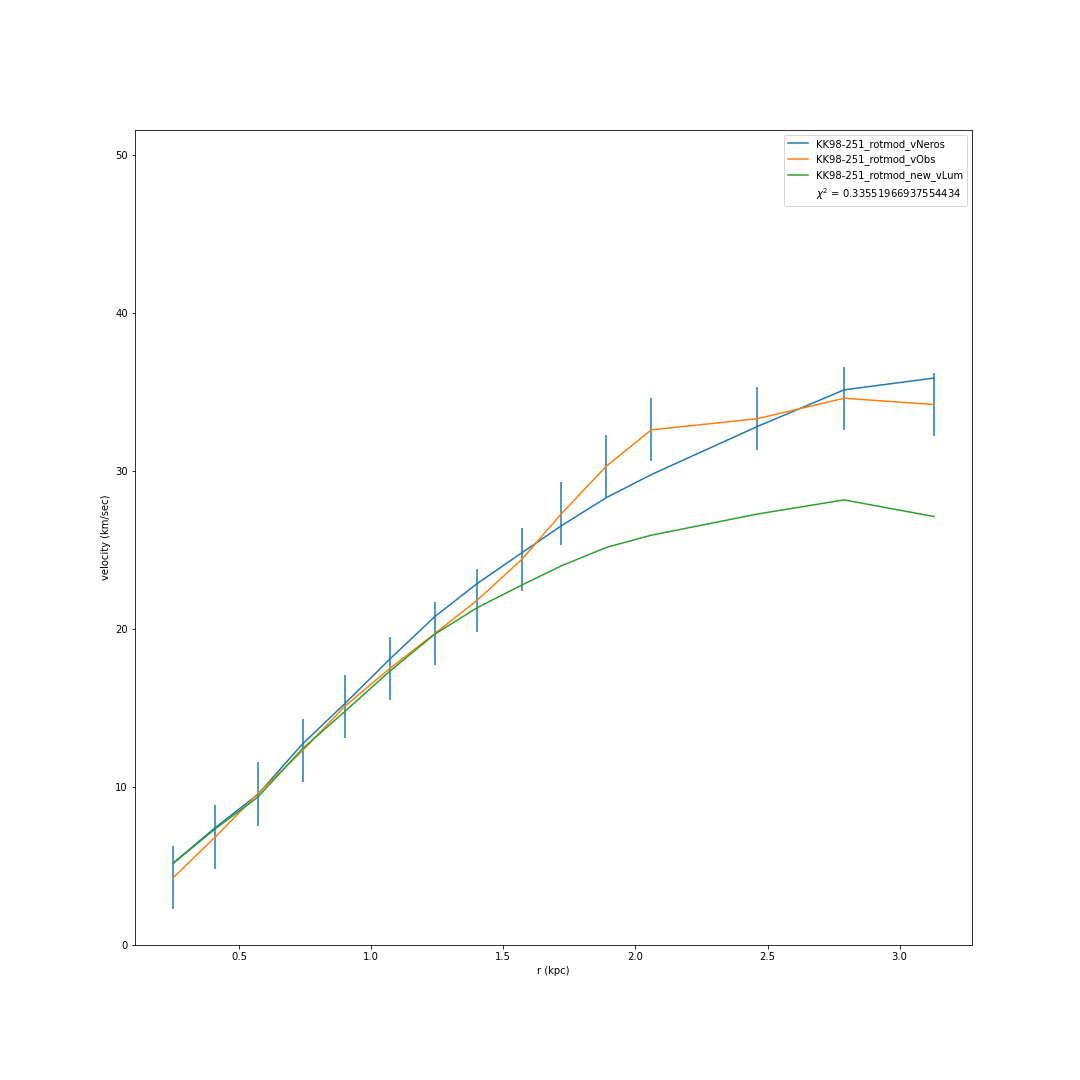 KK98-251_rotmod_vNeros
KK98-251_rotmod_vObs
KK98-251_rotmod_new_vLum
χ² = 0.33551966937554434
50
40
30
20
10
0
velocity (km/sec)
0.5 1.0 1.5 2.0 2.5 3.0
r (kpc)